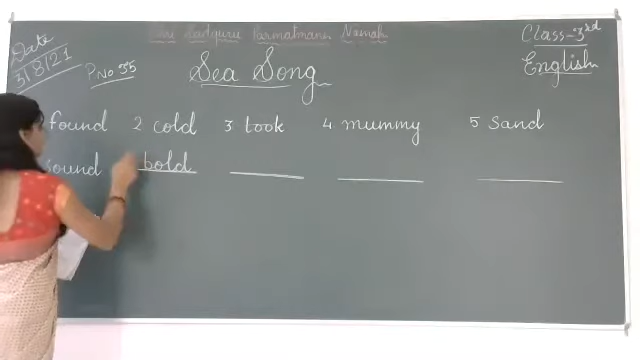 Shri Sadguru Parmatmane Namah
Class-3rd
English
Date
3/8/21
P.No 35
Sea Song
found 2 cold 3 took 4 mummy 5 sand
sound bold